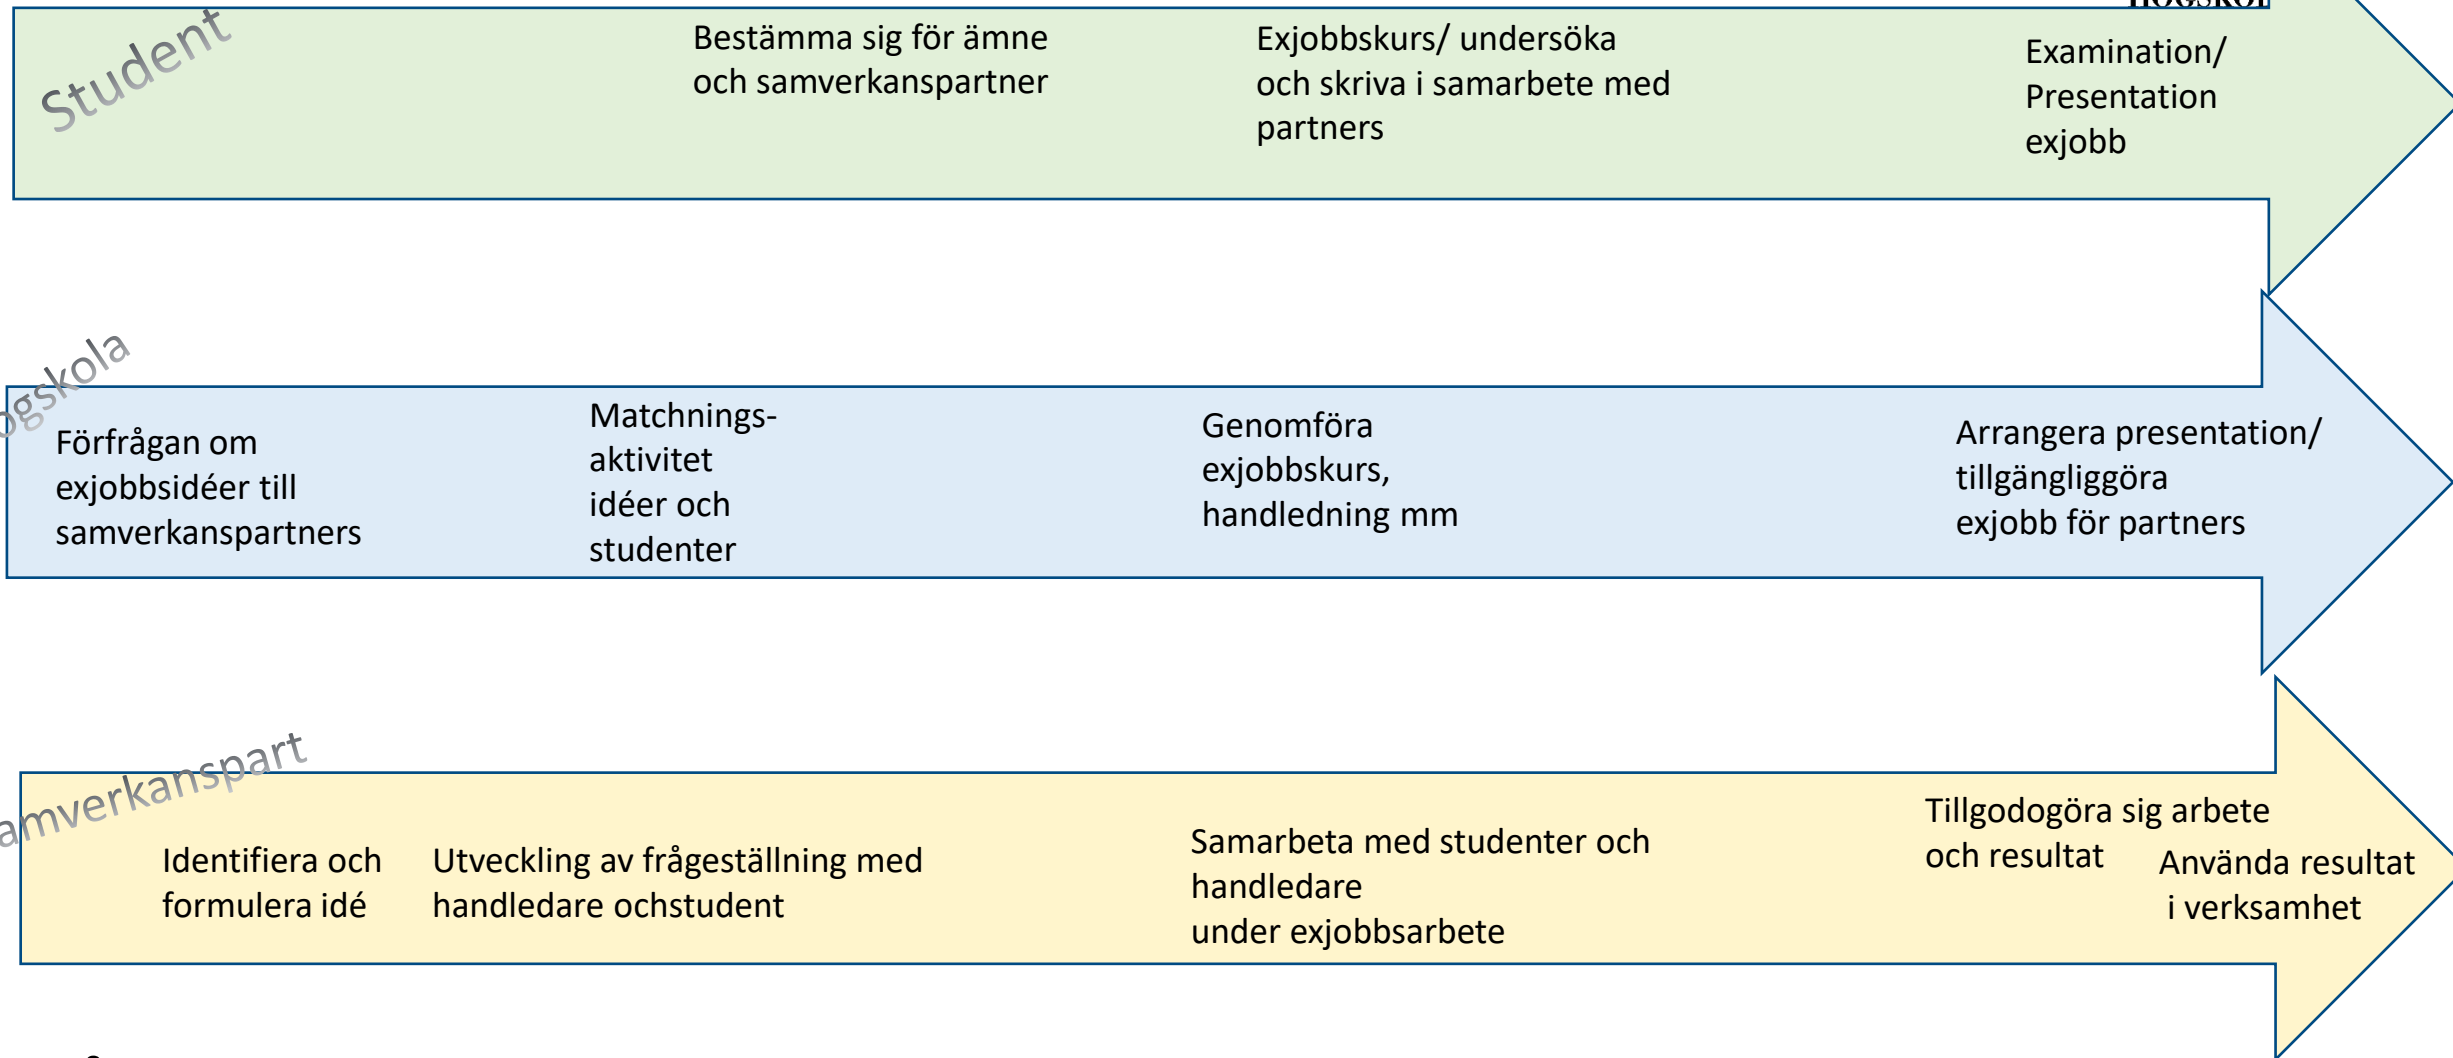 Student
Bestämma sig för ämne
och samverkanspartner
Exjobbskurs/ undersöka
och skriva i samarbete med
partners
Examination/
Presentation
exjobb
ogskola
Förfrågan om
exjobbsidéer till
samverkanspartners
Matchnings-
aktivitet
idéer och
studenter
Genomföra
exjobbskurs,
handledning mm
Arrangera presentation/
tillgängliggöra
exjobb för partners
amverkanspart
Identifiera och
formulera idé
Utveckling av frågeställning med
handledare ochstudent
Samarbeta med studenter och
handledare
under exjobbsarbete
Tillgodogöra sig arbete
och resultat
Använda resultat
i verksamhet